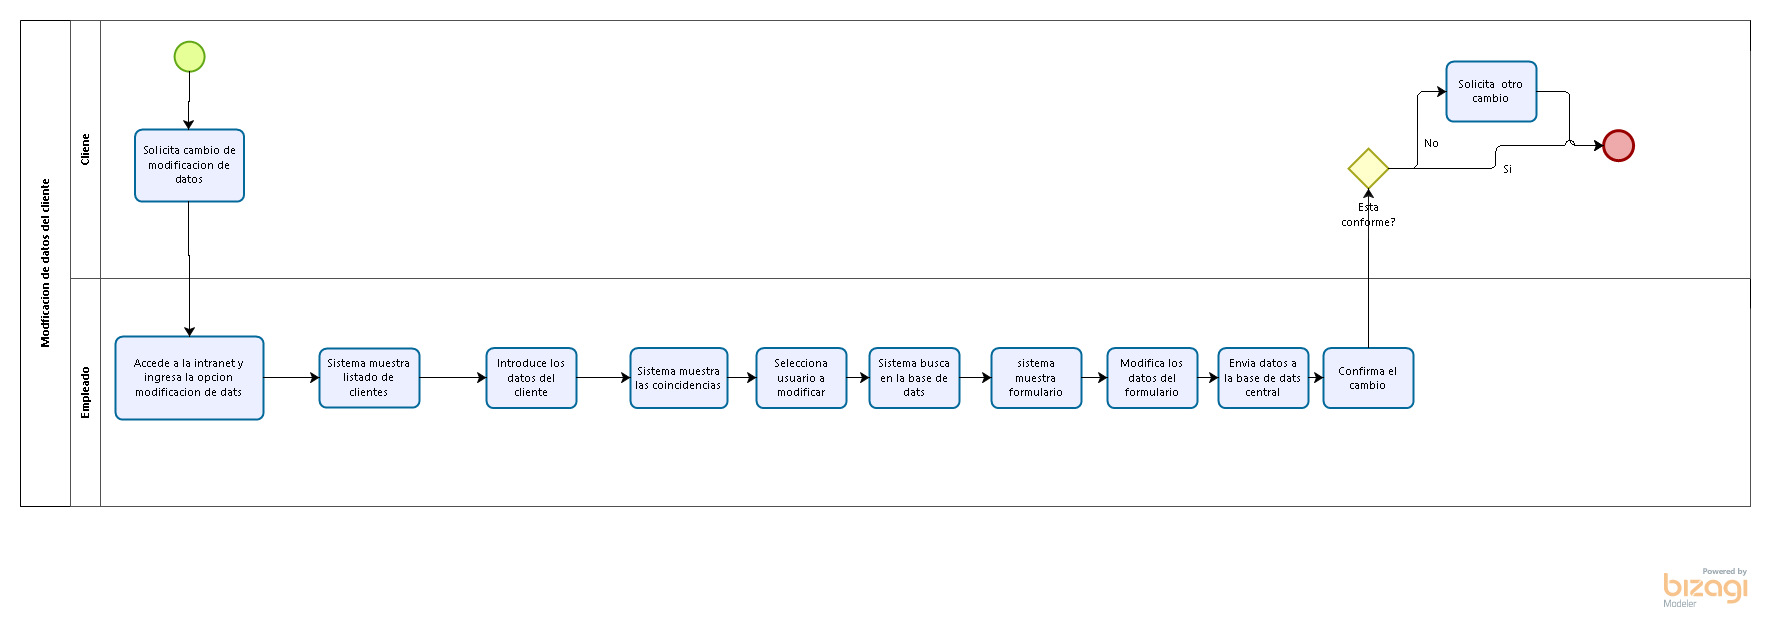 Modficacion de datos del cliente
Cliene
Solicita cambio de
modificacion de
datos
Solicita  otro
cambio
No
Si
Esta
conforme?
Empleado
Accede a la intranet y
ingresa la opcion
modificacion de dats
Sistema muestra
listado de
clientes
Introduce los
datos del
cliente
Sistema muestra
las coincidencias
Selecciona
usuario a
modificar
Sistema busca
en la base de
dats
sistema
muestra
formulario
Modifica los
datos del
formulario
Envia datos a
la base de dats
central
Confirma el
cambio
Powered by
bizagi
Modeler